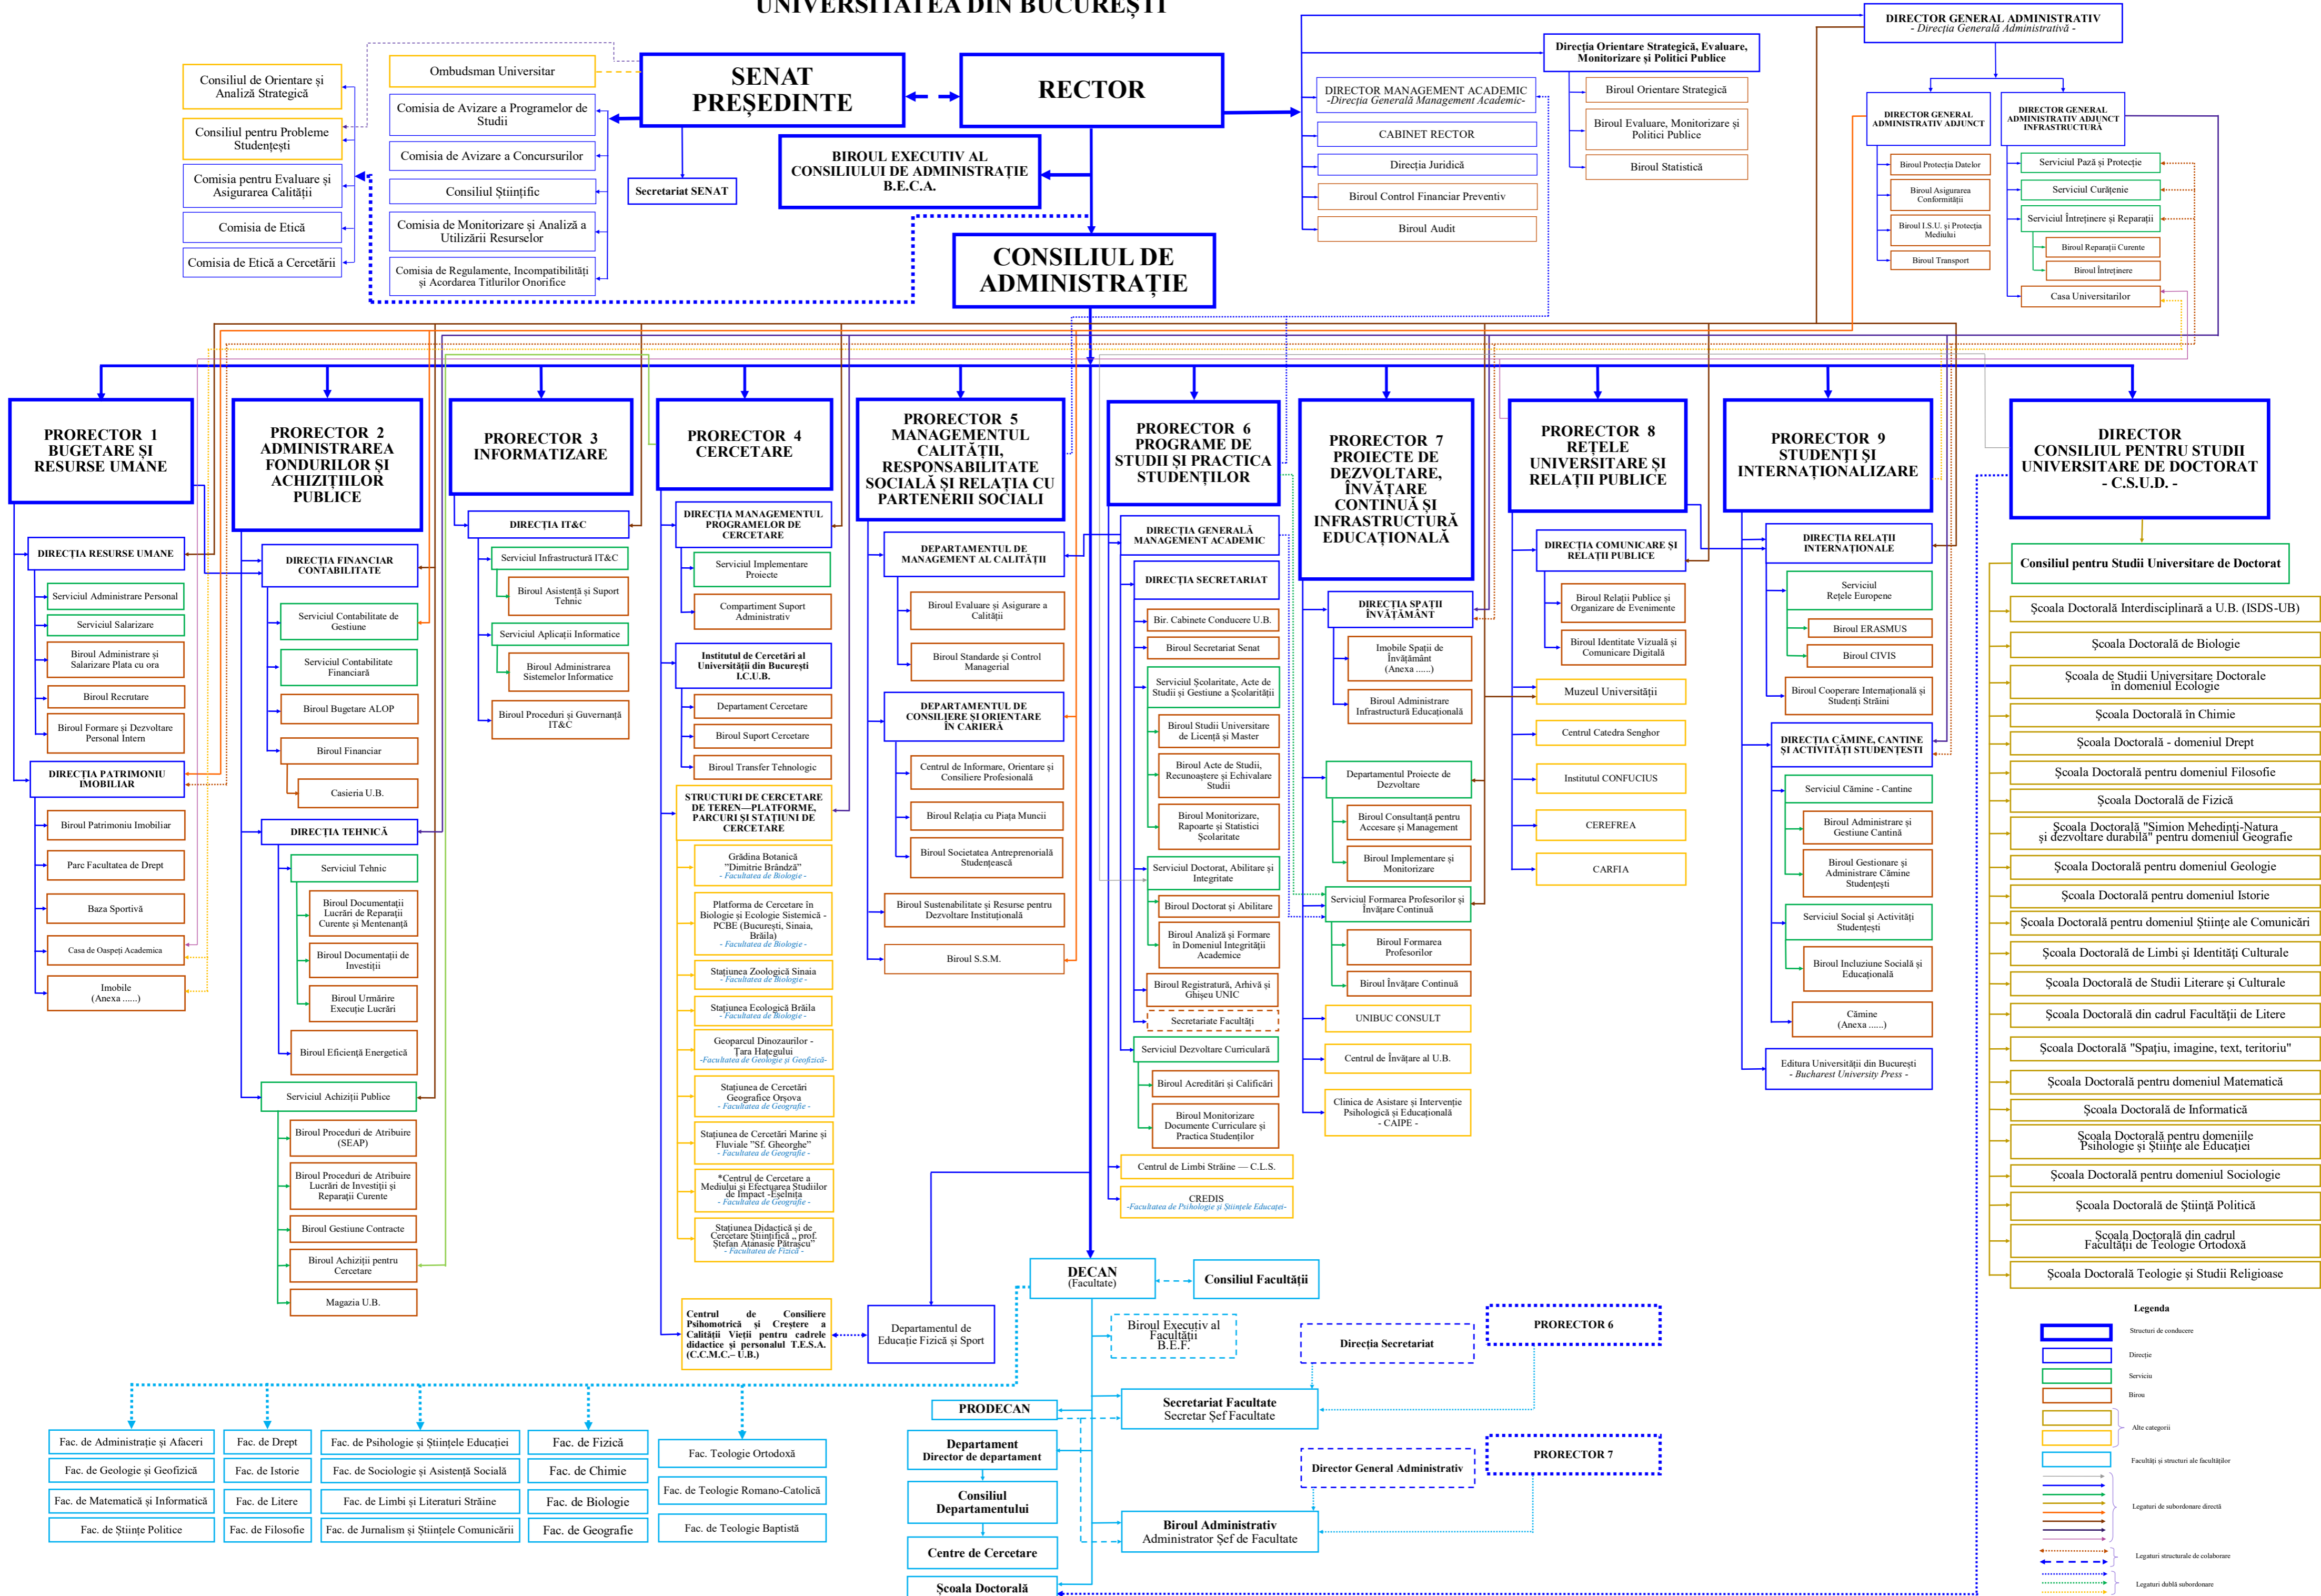 UNIVERSITATEA DIN BUCUREȘTI
DIRECTOR GENERAL ADMINISTRATIV
- Direcția Generală Administrativă -
SENAT
PREȘEDINTE
RECTOR
Ombudsman Universitar
Comisia de Avizare a Programelor de
Studii
Comisia de Avizare a Concursurilor
Consiliul Științific
Comisia de Monitorizare și Analiză a
Utilizării Resurselor
Comisia de Regulamente, Incompatibilități
și Acordarea Titlurilor Onorifice
Consiliul de Orientare și
Analiză Strategică
Consiliul pentru Probleme
Studențești
Comisia pentru Evaluare și
Asigurarea Calității
Comisia de Etică
Comisia de Etică a Cercetării
Secretariat SENAT
BIROUL EXECUTIV AL
CONSILIULUI DE ADMINISTRAȚIE
B.E.C.A.
CONSILIUL DE
ADMINISTRAȚIE
DIRECTOR MANAGEMENT ACADEMIC
-Direcția Generală Management Academic-
CABINET RECTOR
Direcția Juridică
Biroul Control Financiar Preventiv
Biroul Audit
Direcția Orientare Strategică, Evaluare,
Monitorizare și Politici Publice
Biroul Orientare Strategică
Biroul Evaluare, Monitorizare și
Politici Publice
Biroul Statistică
DIRECTOR GENERAL
ADMINISTRATIV ADJUNCT
Biroul Protecția Datelor
Biroul Asigurarea
Conformității
Biroul I.S.U. și Protecția
Mediului
Biroul Transport
DIRECTOR GENERAL
ADMINISTRATIV ADJUNCT
INFRASTRUCTURĂ
Serviciul Pază și Protecție
Serviciul Curățenie
Serviciul Întreținere și Reparații
Biroul Reparații Curente
Biroul Întreținere
Casa Universitarilor
PRORECTOR 1
BUGETARE ȘI
RESURSE UMANE
DIRECȚIA RESURSE UMANE
Serviciul Administrare Personal
Serviciul Salarizare
Biroul Administrare și
Salarizare Plata cu ora
Biroul Recrutare
Biroul Formare și Dezvoltare
Personal Intern
DIRECȚIA PATRIMONIU
IMOBILIAR
Biroul Patrimoniu Imobiliar
Parc Facultatea de Drept
Baza Sportivă
Casa de Oaspeți Academica
Imobile
(Anexa ......)
PRORECTOR 2
ADMINISTRAREA
FONDURILOR ȘI
ACHIZIȚIILOR
PUBLICE
DIRECȚIA FINANCIAR
CONTABILITATE
Serviciul Contabilitate de
Gestiune
Serviciul Contabilitate
Financiară
Biroul Bugetare ALOP
Biroul Financiar
Casieria U.B.
DIRECȚIA TEHNICĂ
Serviciul Tehnic
Biroul Documentații
Lucrări de Reparații
Curente și Mentenanță
Biroul Documentații de
Investiții
Biroul Urmărire
Execuție Lucrări
Biroul Eficiență Energetică
Serviciul Achiziții Publice
Biroul Proceduri de Atribuire
(SEAP)
Biroul Proceduri de Atribuire
Lucrări de Investiții și
Reparații Curente
Biroul Gestiune Contracte
Biroul Achiziții pentru
Cercetare
Magazia U.B.
PRORECTOR 3
INFORMATIZARE
DIRECȚIA IT&C
Serviciul Infrastructură IT&C
Biroul Asistență și Suport
Tehnic
Serviciul Aplicații Informatice
Biroul Administrarea
Sistemelor Informatice
Biroul Proceduri și Guvernanță
IT&C
PRORECTOR 4
CERCETARE
DIRECȚIA MANAGEMENTUL
PROGRAMELOR DE
CERCETARE
Serviciul Implementare
Proiecte
Compartiment Suport
Administrativ
Institutul de Cercetări al
Universității din București
I.C.U.B.
Departament Cercetare
Biroul Suport Cercetare
Biroul Transfer Tehnologic
STRUCTURI DE CERCETARE
DE TEREN—PLATFORME,
PARCURI ȘI STAȚIUNI DE
CERCETARE
Grădina Botanică
"Dimitrie Brândză"
- Facultatea de Biologie -
Platforma de Cercetare în
Biologie și Ecologie Sistemică -
PCBE (București, Sinaia,
Brăila)
- Facultatea de Biologie -
Stațiunea Zoologică Sinaia
- Facultatea de Biologie -
Stațiunea Ecologică Brăila
- Facultatea de Biologie -
Geoparcul Dinozaurilor -
Țara Hațegului
-Facultatea de Geologie și Geofizică-
Stațiunea de Cercetări
Geografice Orșova
- Facultatea de Geografie -
Stațiunea de Cercetări Marine și
Fluviale "Sf. Gheorghe"
- Facultatea de Geografie -
*Centrul de Cercetare a
Mediului și Efectuarea Studiilor
de Impact -Eșelnița
- Facultatea de Geografie -
Stațiunea Didactică și de
Cercetare Științifică „ prof.
Ștefan Atanasie Pătrașcu”
- Facultatea de Fizică -
Centrul de Consiliere
Psihomotrică și Creștere a
Calității Vieții pentru cadrele
didactice și personalul T.E.S.A.
(C.C.M.C.– U.B.)
Departamentul de
Educație Fizică și Sport
PRORECTOR 5
MANAGEMENTUL
CALITĂȚII,
RESPONSABILITATE
SOCIALĂ ȘI RELAȚIA CU
PARTENERII SOCIALI
DEPARTAMENTUL DE
MANAGEMENT AL CALITĂȚII
Biroul Evaluare și Asigurare a
Calității
Biroul Standarde și Control
Managerial
DEPARTAMENTUL DE
CONSILIERE ȘI ORIENTARE
ÎN CARIERĂ
Centrul de Informare, Orientare și
Consiliere Profesională
Biroul Relația cu Piața Muncii
Biroul Societatea Antreprenorială
Studențească
Biroul Sustenabilitate și Resurse pentru
Dezvoltare Instituțională
Biroul S.S.M.
PRORECTOR 6
PROGRAME DE
STUDII ȘI PRACTICA
STUDENȚILOR
DIRECȚIA GENERALĂ
MANAGEMENT ACADEMIC
DIRECȚIA SECRETARIAT
Bir. Cabinete Conducere U.B.
Biroul Secretariat Senat
Serviciul Școlaritate, Acte de
Studii și Gestiune a Școlarității
Biroul Studii Universitare
de Licență și Master
Biroul Acte de Studii,
Recunoaștere și Echivalare
Studii
Biroul Monitorizare,
Rapoarte și Statistici
Școlaritate
Serviciul Doctorat, Abilitare și
Integritate
Biroul Doctorat și Abilitare
Biroul Analiză și Formare
în Domeniul Integrității
Academice
Biroul Registratură, Arhivă și
Ghișeu UNIC
Secretariate Facultăți
Serviciul Dezvoltare Curriculară
Biroul Acreditări și Calificări
Biroul Monitorizare
Documente Curriculare și
Practica Studenților
Centrul de Limbi Străine — C.L.S.
CREDIS
-Facultatea de Psihologie și Științele Educației-
PRORECTOR 7
PROIECTE DE
DEZVOLTARE,
ÎNVĂȚARE
CONTINUĂ ȘI
INFRASTRUCTURĂ
EDUCAȚIONALĂ
DIRECȚIA SPAȚII
ÎNVĂȚĂMÂNT
Imobile Spații de
Învățământ
(Anexa ......)
Biroul Administrare
Infrastructură Educațională
Departamentul Proiecte de
Dezvoltare
Biroul Consultanță pentru
Accesare și Management
Biroul Implementare și
Monitorizare
Serviciul Formarea Profesorilor și
Învățare Continuă
Biroul Formarea
Profesorilor
Biroul Învățare Continuă
UNIBUC CONSULT
Centrul de Învățare al U.B.
Clinica de Asistare și Intervenție
Psihologică și Educațională
- CAIPE -
PRORECTOR 8
REȚELE
UNIVERSITARE ȘI
RELAȚII PUBLICE
DIRECȚIA COMUNICARE ȘI
RELAȚII PUBLICE
Biroul Relații Publice și
Organizare de Evenimente
Biroul Identitate Vizuală și
Comunicare Digitală
Muzeul Universității
Centrul Catedra Senghor
Institutul CONFUCIUS
CEREFREA
CARFIA
PRORECTOR 9
STUDENȚI ȘI
INTERNAȚIONALIZARE
DIRECȚIA RELAȚII
INTERNAȚIONALE
Serviciul
Rețele Europene
Biroul ERASMUS
Biroul CIVIS
Biroul Cooperare Internațională și
Studenți Străini
DIRECȚIA CĂMINE, CANTINE
ȘI ACTIVITĂȚI STUDENȚESTI
Serviciul Cămine - Cantine
Biroul Administrare și
Gestiune Cantină
Biroul Gestionare și
Administrare Cămine
Studențești
Serviciul Social și Activități
Studențești
Biroul Incluziune Socială și
Educațională
Cămine
(Anexa ......)
Editura Universității din București
- Bucharest University Press -
DIRECTOR
CONSILIUL PENTRU STUDII
UNIVERSITARE DE DOCTORAT
- C.S.U.D. -
Consiliul pentru Studii Universitare de Doctorat
Școala Doctorală Interdisciplinară a U.B. (ISDS-UB)
Școala Doctorală de Biologie
Școala de Studii Universitare Doctorale
în domeniul Ecologie
Școala Doctorală în Chimie
Școala Doctorală - domeniul Drept
Școala Doctorală pentru domeniul Filosofie
Școala Doctorală de Fizică
Școala Doctorală "Simion Mehedinți-Natura
și dezvoltare durabilă" pentru domeniul Geografie
Școala Doctorală pentru domeniul Geologie
Școala Doctorală pentru domeniul Istorie
Școala Doctorală pentru domeniul Științe ale Comunicări
Școala Doctorală de Limbi și Identități Culturale
Școala Doctorală de Studii Literare și Culturale
Școala Doctorală din cadrul Facultății de Litere
Școala Doctorală "Spațiu, imagine, text, teritoriu"
Școala Doctorală pentru domeniul Matematică
Școala Doctorală de Informatică
Școala Doctorală pentru domeniile
Psihologie și Științe ale Educației
Școala Doctorală pentru domeniul Sociologie
Școala Doctorală de Știință Politică
Școala Doctorală din cadrul
Facultății de Teologie Ortodoxă
Școala Doctorală Teologie și Studii Religioase
DECAN
(Facultate)
Consiliul Facultății
Biroul Executiv al
Facultății
B.E.F.
Direcția Secretariat
PRORECTOR 6
PRODECAN
Secretariat Facultate
Secretar Șef Facultate
Departament
Director de departament
Director General Administrativ
PRORECTOR 7
Consiliul
Departamentului
Biroul Administrativ
Administrator Șef de Facultate
Centre de Cercetare
Școala Doctorală
Fac. de Administrație și Afaceri
Fac. de Geologie și Geofizică
Fac. de Matematică și Informatică
Fac. de Științe Politice
Fac. de Drept
Fac. de Istorie
Fac. de Litere
Fac. de Filosofie
Fac. de Psihologie și Științele Educației
Fac. de Sociologie și Asistență Socială
Fac. de Limbi și Literaturi Străine
Fac. de Jurnalism și Științele Comunicării
Fac. de Fizică
Fac. de Chimie
Fac. de Biologie
Fac. de Geografie
Fac. Teologie Ortodoxă
Fac. de Teologie Romano-Catolică
Fac. de Teologie Baptistă
Legenda
Structuri de conducere
Direcție
Serviciu
Birou
Alte categorii
Facultăți și structuri ale facultăților
Legaturi de subordonare directă
Legaturi structurale de colaborare
Legaturi dublă subordonare